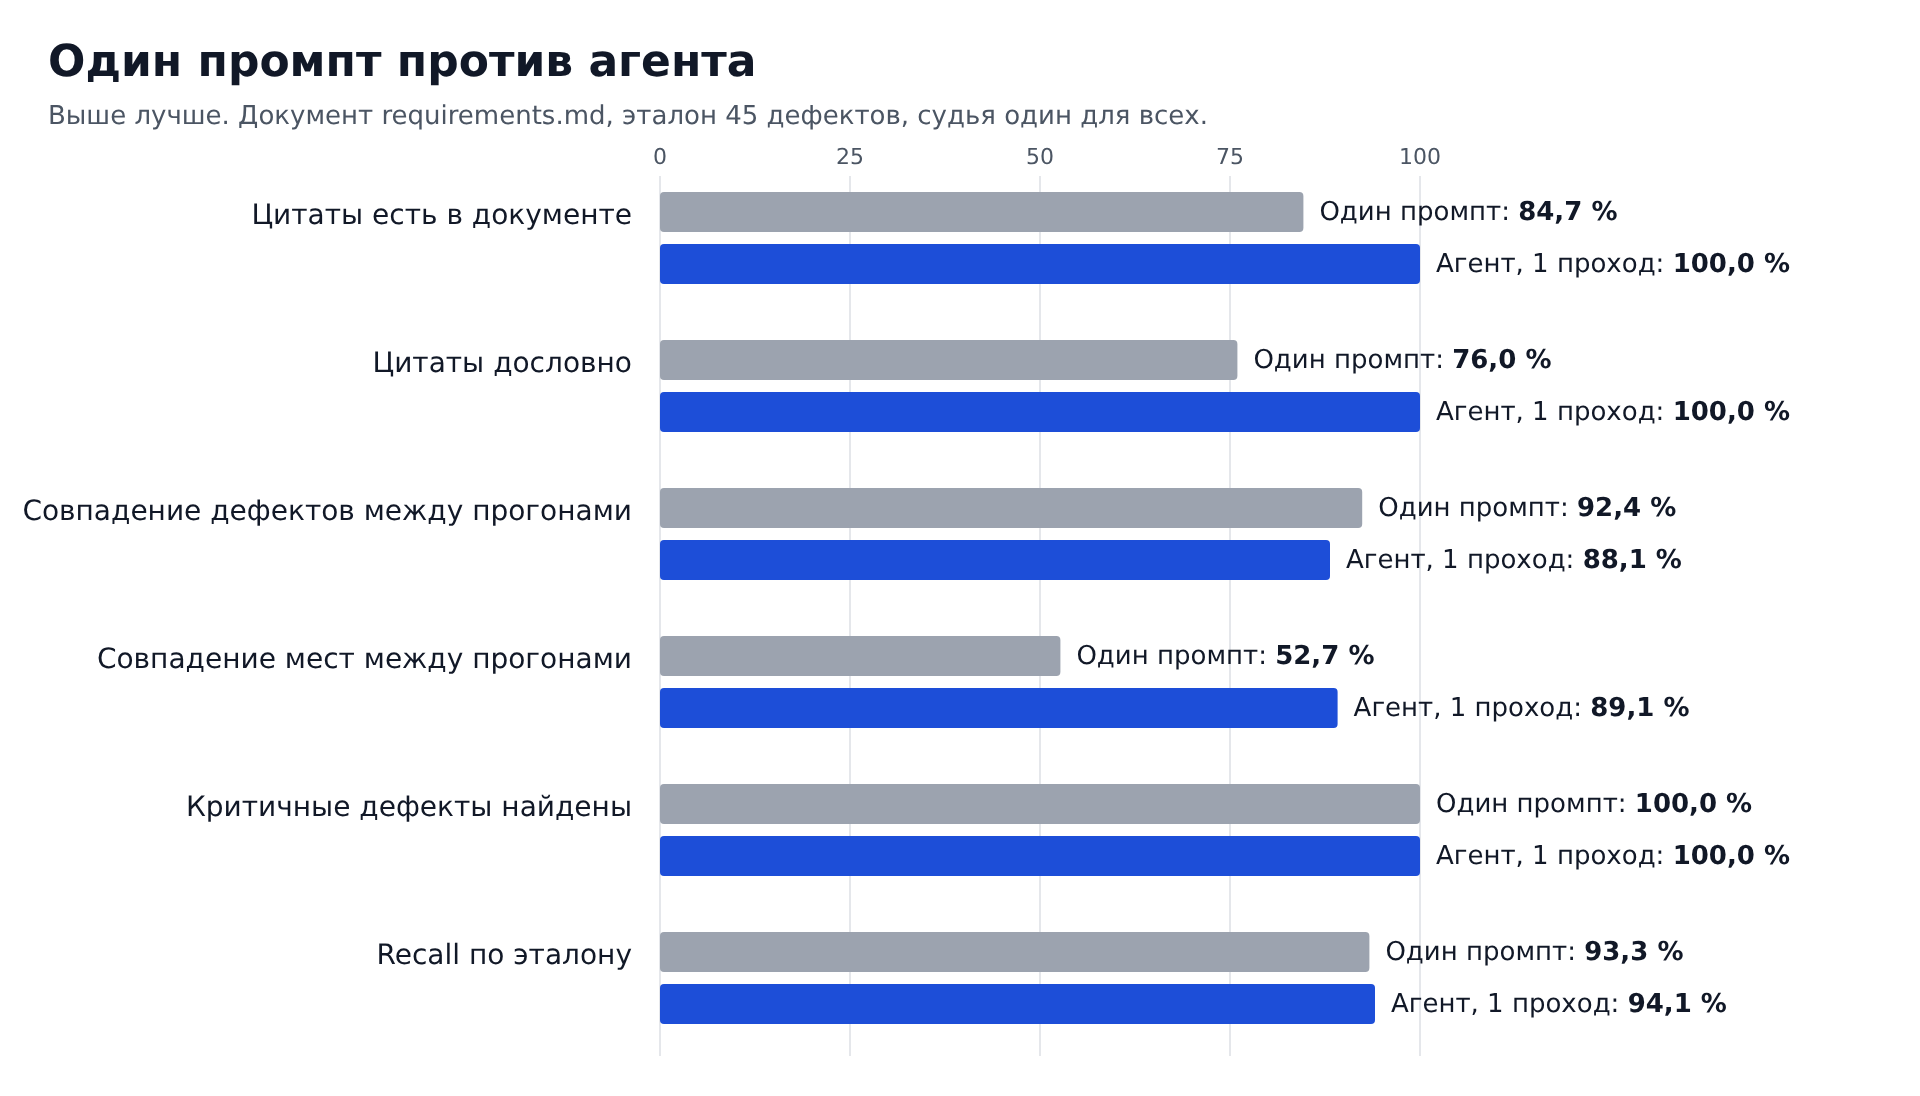 Один промпт против агента
Выше лучше. Документ requirements.md, эталон 45 дефектов, судья один для всех.
0 25 50 75 100
Цитаты есть в документе
Один промпт: 84,7 %
Агент, 1 проход: 100,0 %
Цитаты дословно
Один промпт: 76,0 %
Агент, 1 проход: 100,0 %
Совпадение дефектов между прогонами
Один промпт: 92,4 %
Агент, 1 проход: 88,1 %
Совпадение мест между прогонами
Один промпт: 52,7 %
Агент, 1 проход: 89,1 %
Критичные дефекты найдены
Один промпт: 100,0 %
Агент, 1 проход: 100,0 %
Recall по эталону
Один промпт: 93,3 %
Агент, 1 проход: 94,1 %